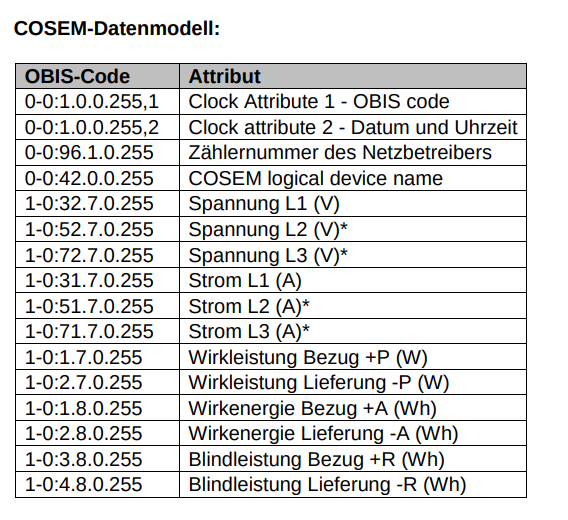 COSEM-Datenmodell:
OBIS-Code Attribut
0-0:1.0.0.255,1 Clock Attribute 1 - OBIS code
0-0:1.0.0.255,2 Clock attribute 2 - Datum und Uhrzeit
0-0:96.1.0.255 Zählernummer des Netzbetreibers
0-0:42.0.0.255 COSEM logical device name
1-0:32.7.0.255 Spannung L1 (V)
1-0:52.7.0.255 Spannung L2 (V)*
1-0:72.7.0.255 Spannung L3 (V)*
1-0:31.7.0.255 Strom L1 (A)
1-0:51.7.0.255 Strom L2 (A)*
1-0:71.7.0.255 Strom L3 (A)*
1-0:1.7.0.255 Wirkleistung Bezug +P (W)
1-0:2.7.0.255 Wirkleistung Lieferung -P (W)
1-0:1.8.0.255 Wirkenergie Bezug +A (Wh)
1-0:2.8.0.255 Wirkenergie Lieferung -A (Wh)
1-0:3.8.0.255 Blindleistung Bezug +R (Wh)
1-0:4.8.0.255 Blindleistung Lieferung -R (Wh)